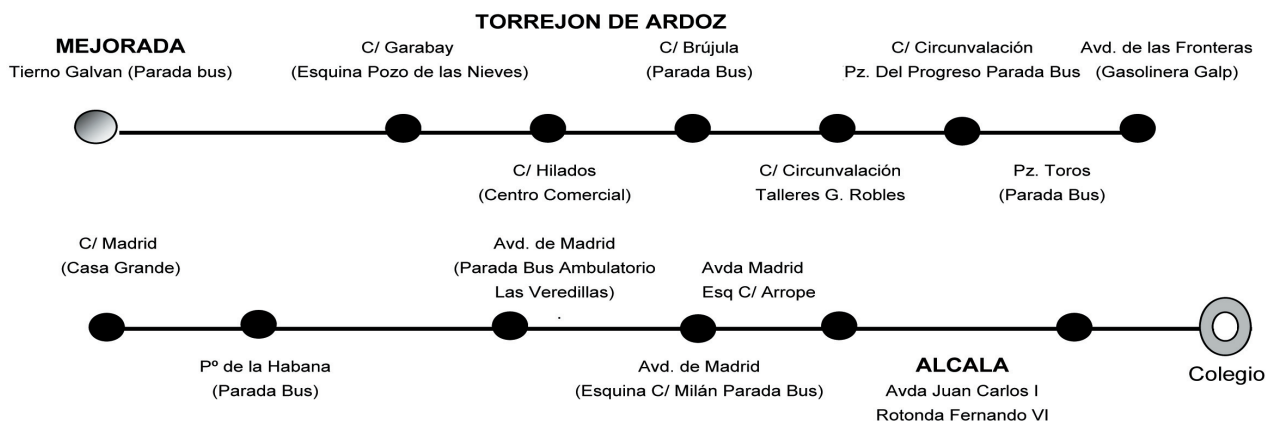 TORREJON DE ARDOZ
MEJORADA
Tierno Galvan (Parada bus)
C/ Garabay
(Esquina Pozo de las Nieves)
C/ Hilados
(Centro Comercial)
C/ Brújula
(Parada Bus)
C/ Circunvalación
Talleres G. Robles
C/ Circunvalación
Pz. Del Progreso Parada Bus
Pz. Toros
(Parada Bus)
Avd. de las Fronteras
(Gasolinera Galp)
C/ Madrid
(Casa Grande)
Pº de la Habana
(Parada Bus)
Avd. de Madrid
(Parada Bus Ambulatorio
Las Veredillas)
Avd. de Madrid
(Esquina C/ Milán Parada Bus)
Avda Madrid
Esq C/ Arrope
ALCALA
Avda Juan Carlos I
Rotonda Fernando VI
Colegio